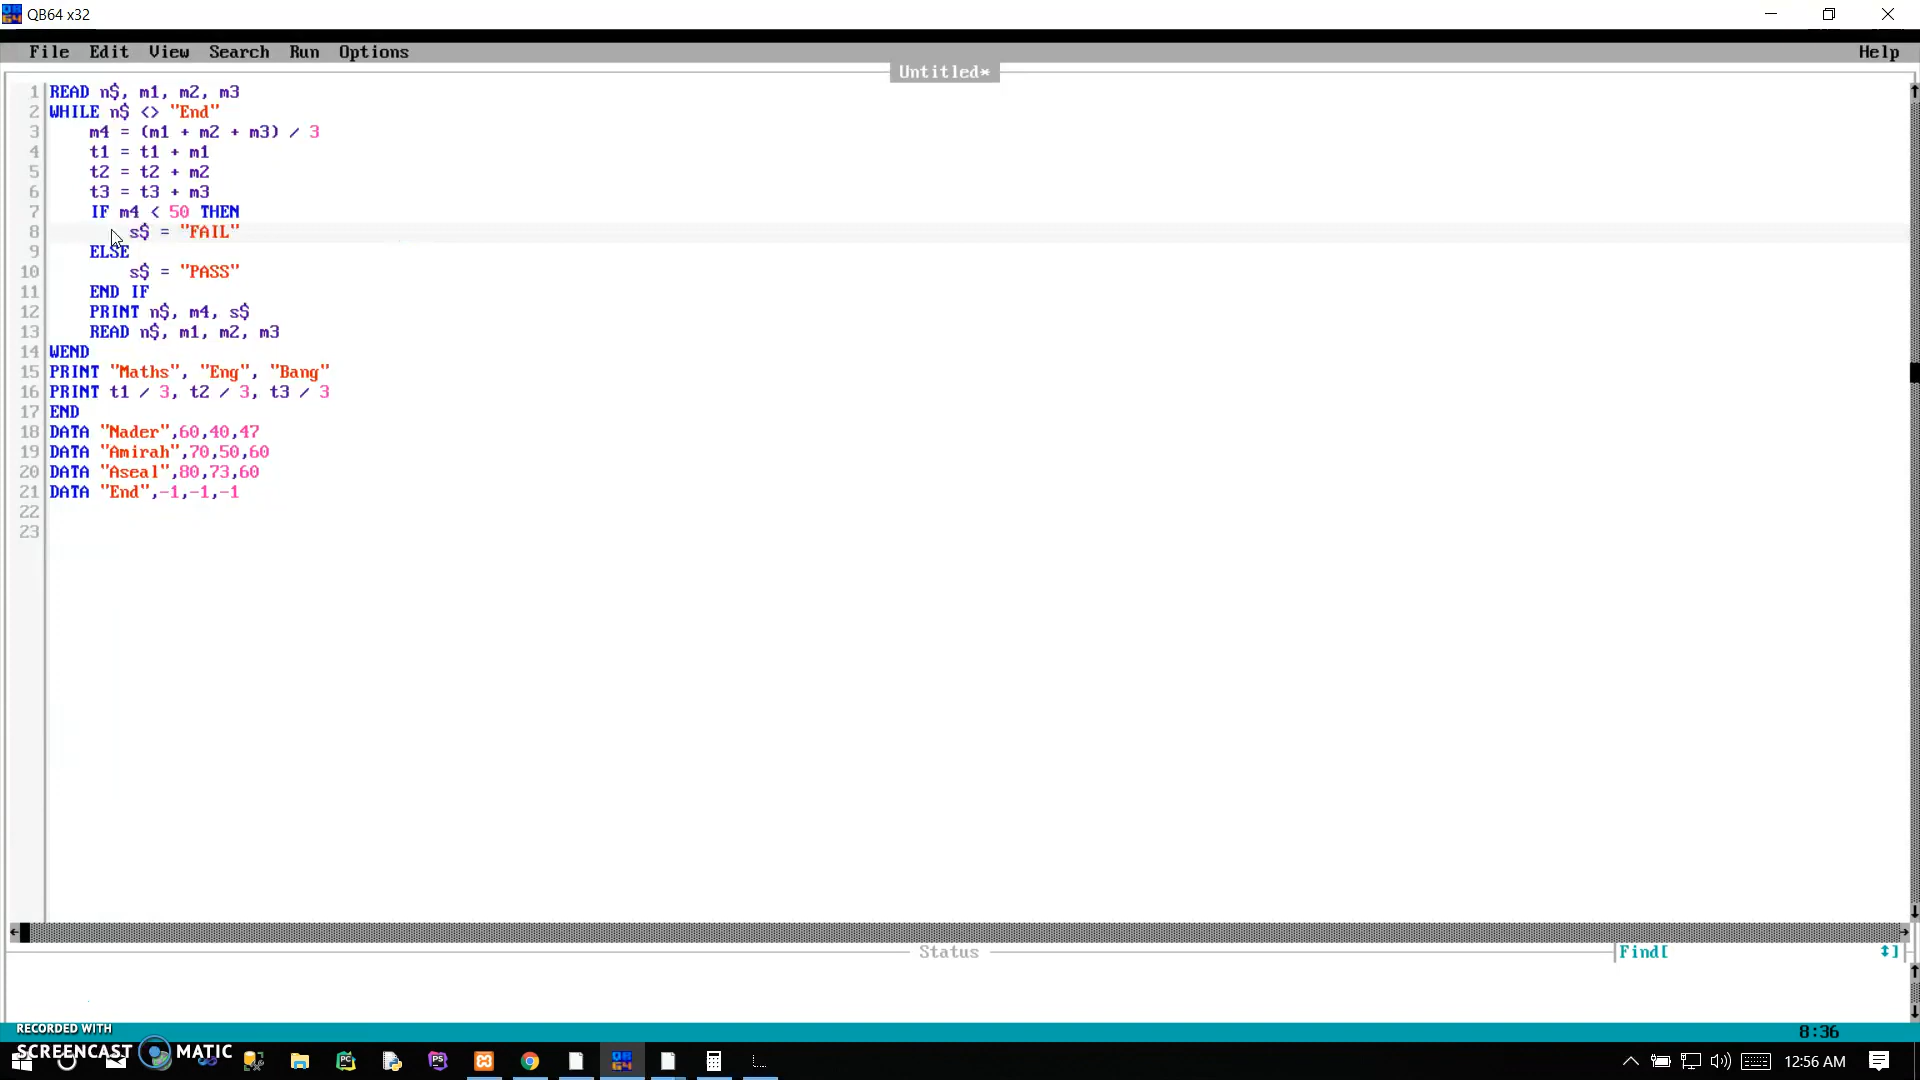 QB64 x32
File Edit View Search Run Options Help
Untitled*
1 READ n$, m1, m2, m3
2 WHILE n$ <> "End"
3 m4 = (m1 + m2 + m3) / 3
4 t1 = t1 + m1
5 t2 = t2 + m2
6 t3 = t3 + m3
7 IF m4 < 50 THEN
8 s$ = "FAIL"
9 ELSE
10 s$ = "PASS"
11 END IF
12 PRINT n$, m4, s$
13 READ n$, m1, m2, m3
14 WEND
15 PRINT "Maths", "Eng", "Bang"
16 PRINT t1 / 3, t2 / 3, t3 / 3
17 END
18 DATA "Nader",60,40,47
19 DATA "Amirah",70,50,60
20 DATA "Aseal",80,73,60
21 DATA "End",-1,-1,-1
22
23
Status
Find[ ]
8:36
RECORDED WITH
SCREENCAST MATIC
PC
PS
QB
64
12:56 AM